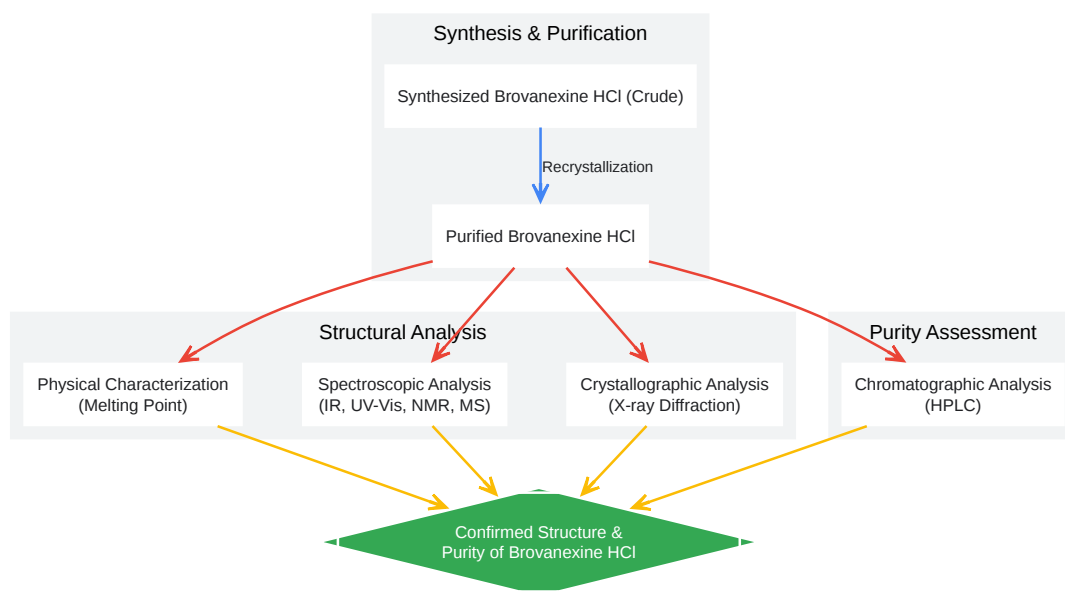 Synthesis & Purification
Synthesized Brovanexine HCl (Crude)
Recrystallization
Purified Brovanexine HCl
Structural Analysis
Purity Assessment
Physical Characterization
(Melting Point)
Spectroscopic Analysis
(IR, UV-Vis, NMR, MS)
Crystallographic Analysis
(X-ray Diffraction)
Chromatographic Analysis
(HPLC)
Confirmed Structure &
Purity of Brovanexine HCl